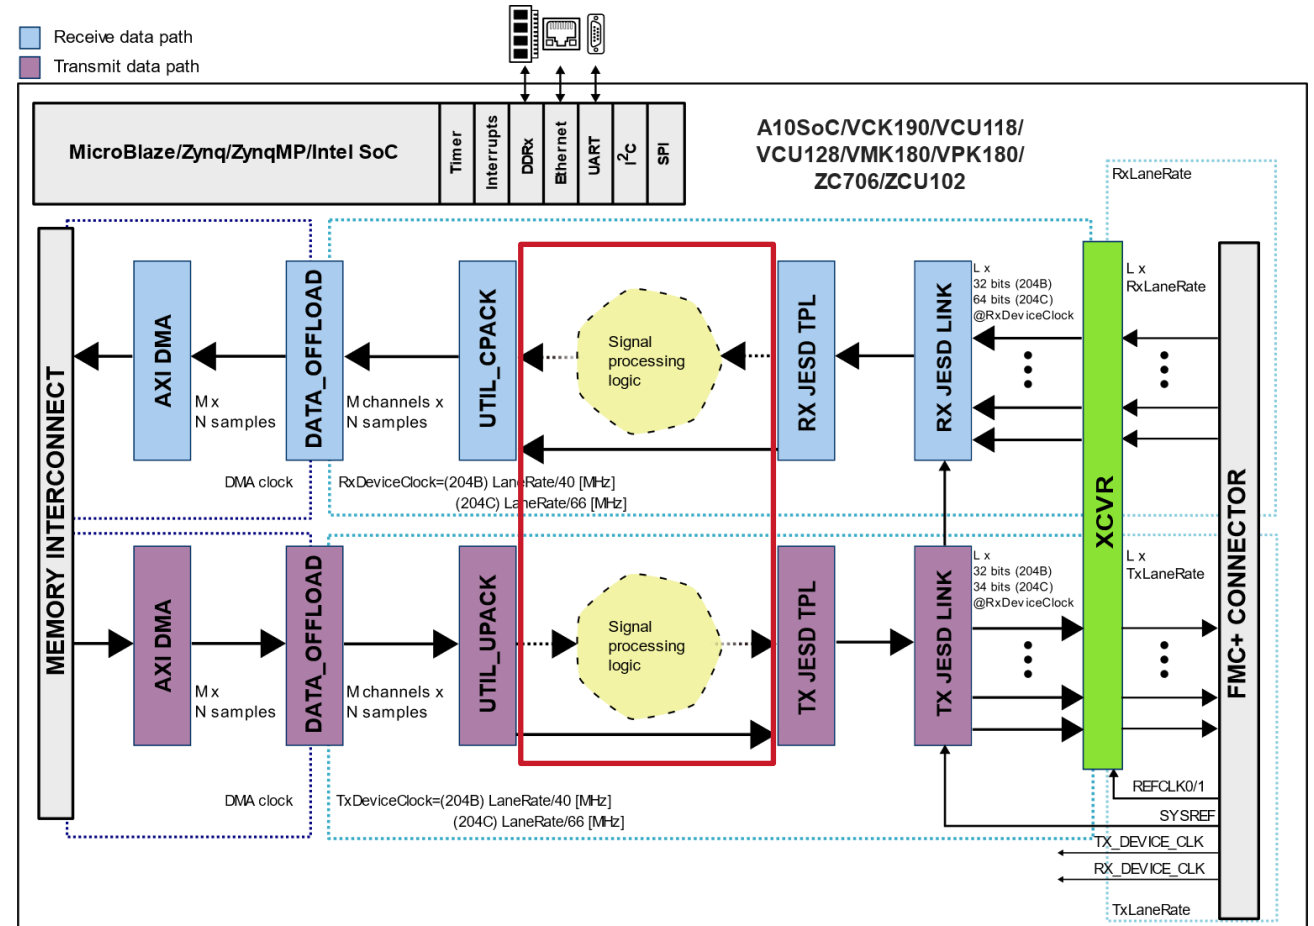 Receive data path
Transmit data path
MicroBlaze/Zynq/ZynqMP/Intel SoC
Timer
Interrupts
DDRx
Ethernet
UART
I²C
SPI
A10SoC/VCK190/VCU118/
VCU128/VMK180/VPK180/
ZC706/ZCU102
RxLaneRate
MEMORY INTERCONNECT
AXI DMA
M x
N samples
DATA_OFFLOAD
M channels x
N samples
UTIL_CPACK
Signal
processing
logic
RX JESD TPL
RX JESD LINK
L x
32 bits (204B)
64 bits (204C)
@RxDeviceClock
XCVR
L x
RxLaneRate
FMC+ CONNECTOR
DMA clock
RxDeviceClock=(204B) LaneRate/40 [MHz]
(204C) LaneRate/66 [MHz]
AXI DMA
M x
N samples
DATA_OFFLOAD
M channels x
N samples
UTIL_UPACK
Signal
processing
logic
TX JESD TPL
TX JESD LINK
L x
32 bits (204B)
34 bits (204C)
@RxDeviceClock
L x
TxLaneRate
DMA clock
TxDeviceClock=(204B) LaneRate/40 [MHz]
(204C) LaneRate/66 [MHz]
REFCLK0/1
SYSREF
TX_DEVICE_CLK
RX_DEVICE_CLK
TxLaneRate